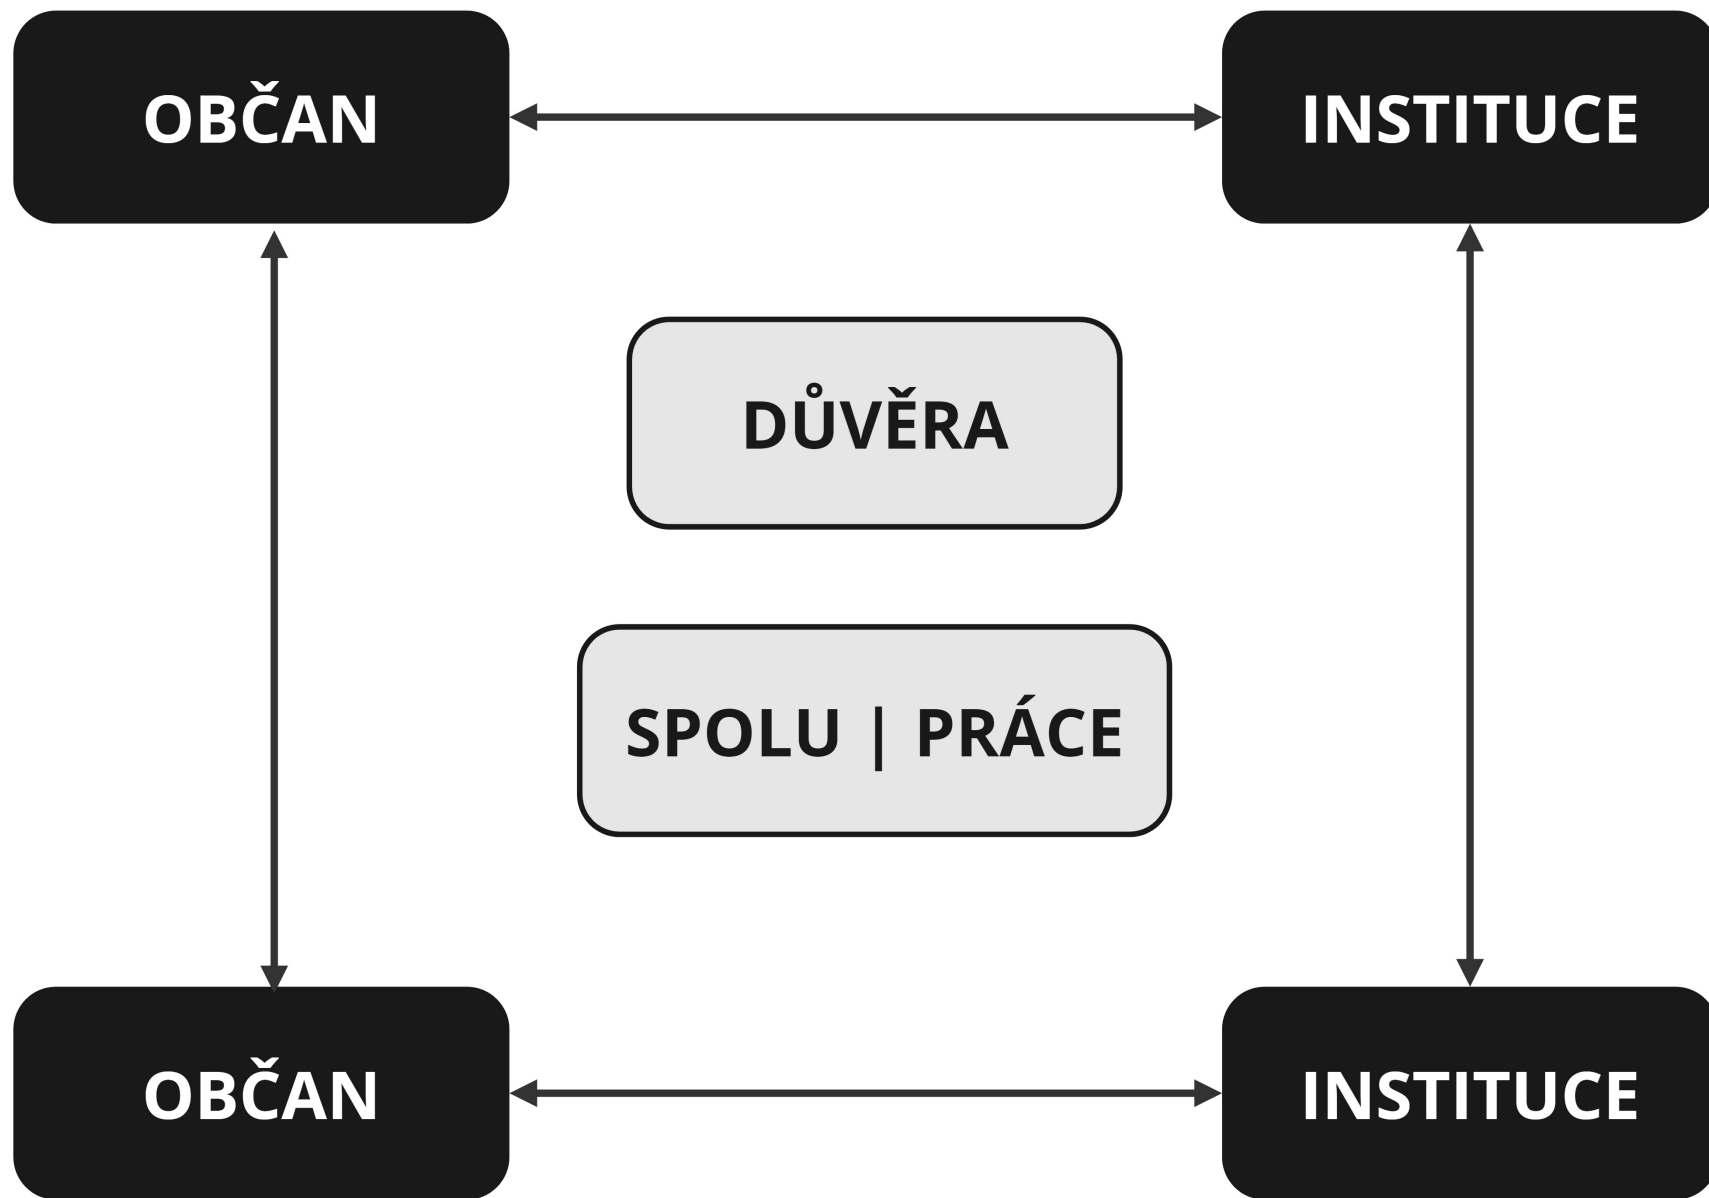 OBČAN
INSTITUCE
DŮVĚRA
SPOLU | PRÁCE
OBČAN
INSTITUCE